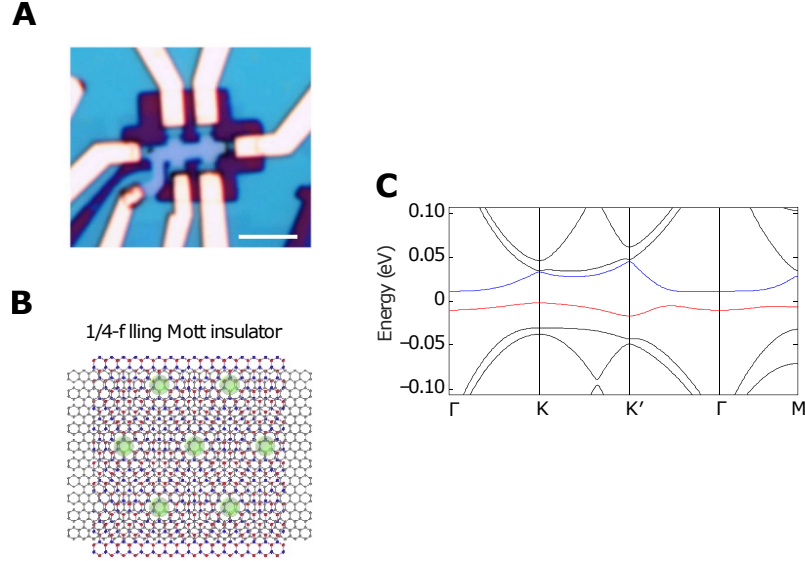 A
B
1/4-f lling Mott insulator
C
Energy (eV)
0.10
0.05
0
−0.05
−0.10
Γ K K′ Γ M